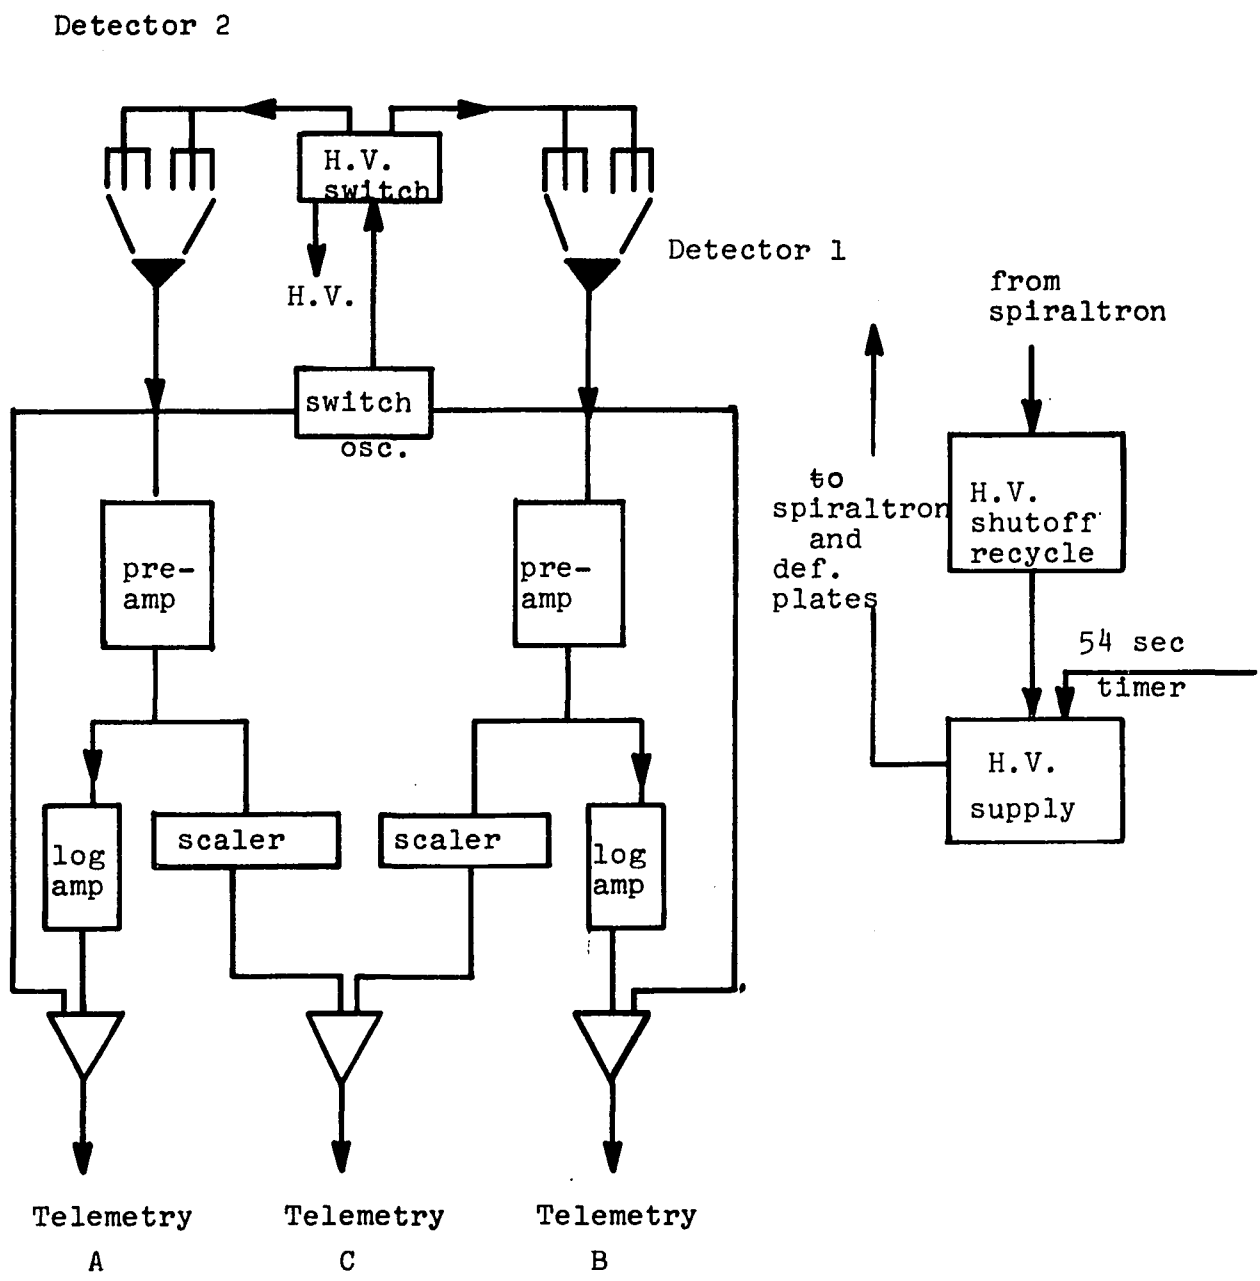 Detector 2
H.V.
switch
H.V.
Detector 1
from
spiraltron
switch
osc.
to
spiraltron
and
def.
plates
H.V.
shutoff
recycle
pre-
amp
pre-
amp
54 sec
timer
H.V.
supply
log
amp
scaler
scaler
log
amp
Telemetry
A
Telemetry
C
Telemetry
B